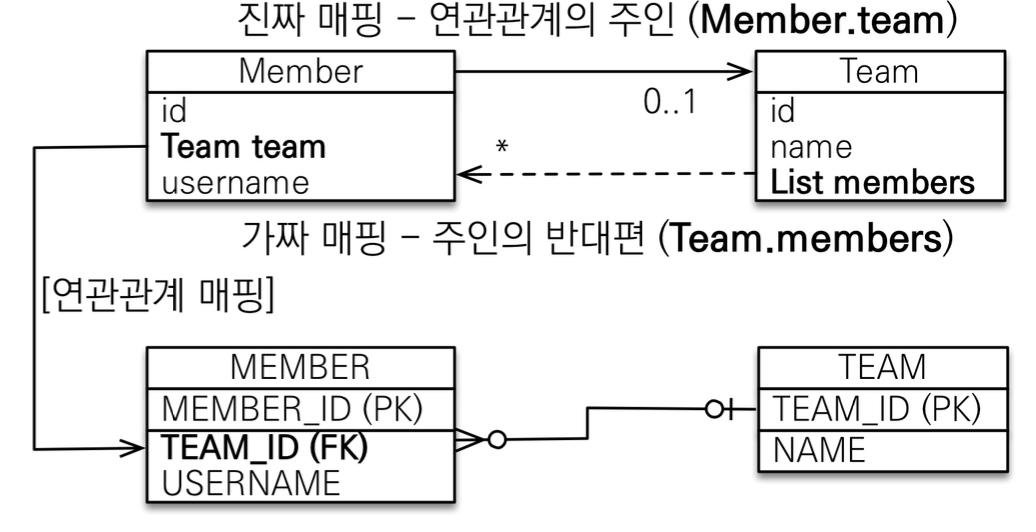 진짜 매핑 - 연관관계의 주인 (Member.team)
Member
Team
id
Team team
username
0..1
*
id
name
List members
가짜 매핑 - 주인의 반대편 (Team.members)
[연관관계 매핑]
MEMBER
MEMBER_ID (PK)
TEAM_ID (FK)
USERNAME
TEAM
TEAM_ID (PK)
NAME